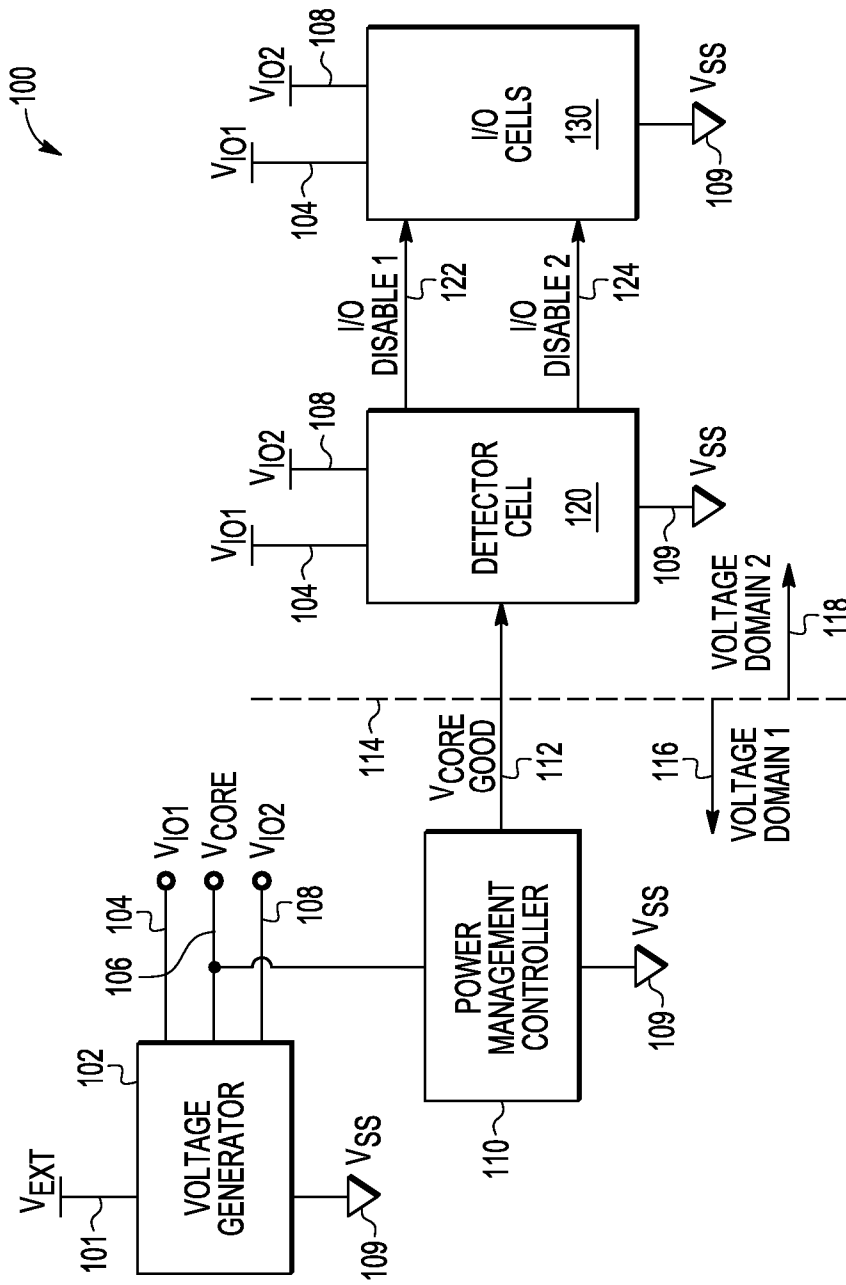 100
V_EXT
101
102
VOLTAGE
GENERATOR
V_SS
109
104
106
108
V_IO1
V_CORE
V_IO2
110
POWER
MANAGEMENT
CONTROLLER
V_SS
109
V_CORE
GOOD
112
114
116
VOLTAGE
DOMAIN 1
VOLTAGE
DOMAIN 2
118
V_IO1
V_IO2
104
108
DETECTOR
CELL
120
109
V_SS
I/O
DISABLE 1
122
I/O
DISABLE 2
124
V_IO1
V_IO2
104
108
I/O
CELLS
130
109
V_SS